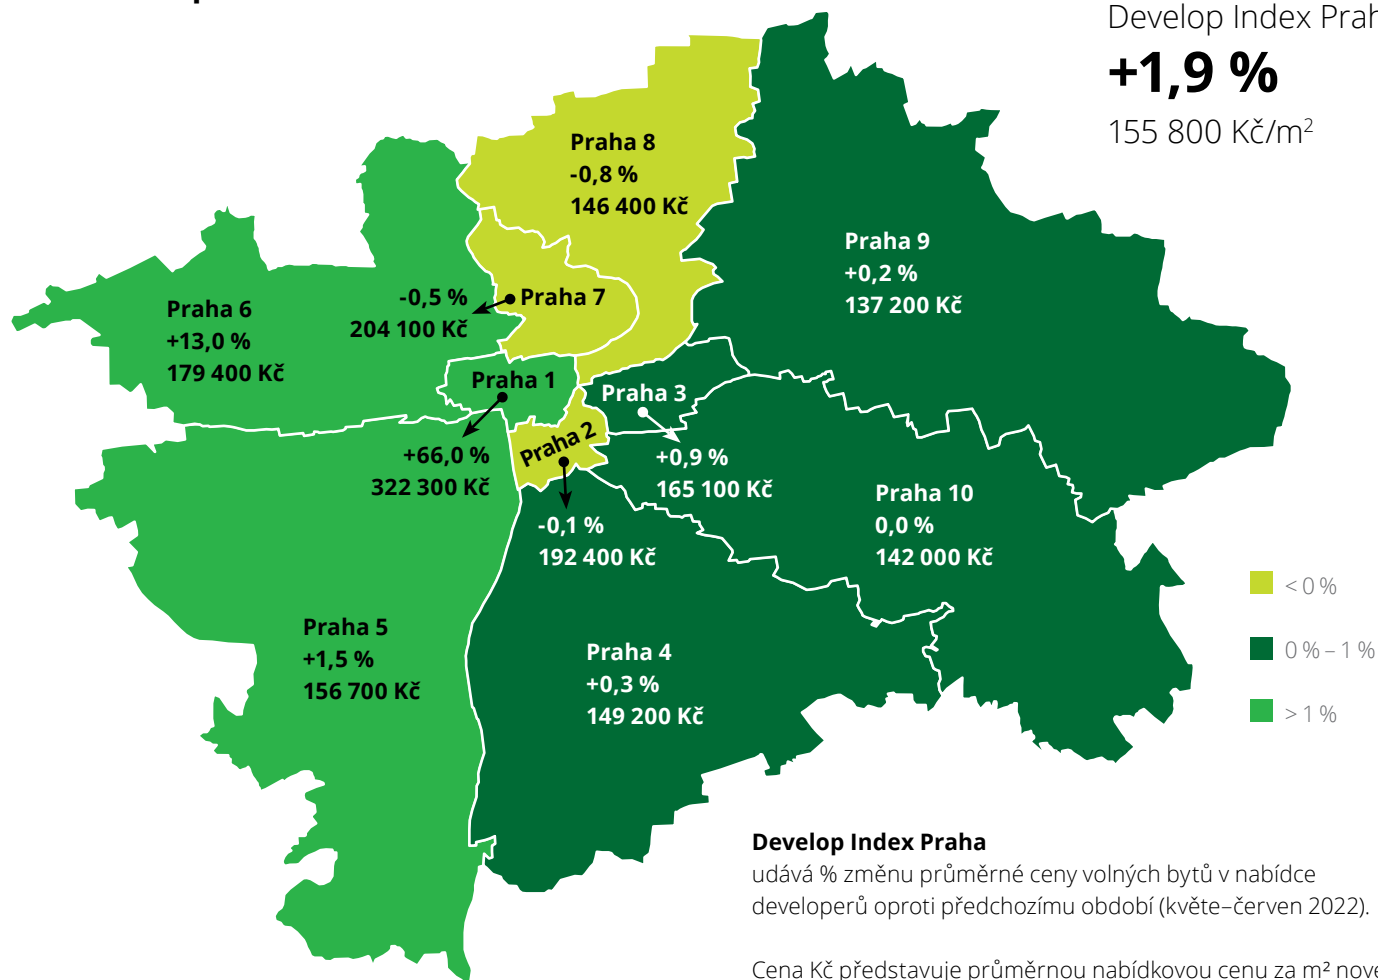 Develop Index
+1,9 %
155 800 Kč/m²
Praha 8
-0,8 %
146 400 Kč
Praha 9
+0,2 %
137 200 Kč
Praha 7
-0,5 %
204 100 Kč
Praha 6
+13,0 %
179 400 Kč
Praha 1
+66,0 %
322 300 Kč
Praha 3
+0,9 %
165 100 Kč
Praha 2
-0,1 %
192 400 Kč
Praha 10
0,0 %
142 000 Kč
Praha 5
+1,5 %
156 700 Kč
Praha 4
+0,3 %
149 200 Kč
< 0 %
0 % – 1 %
> 1 %
Develop Index Praha
udává % změnu průměrné ceny volných bytů v nabídce
developerů oproti předchozímu období (květe–červen 2022).
Cena Kč představuje průměrnou nabídkovou cenu za m²